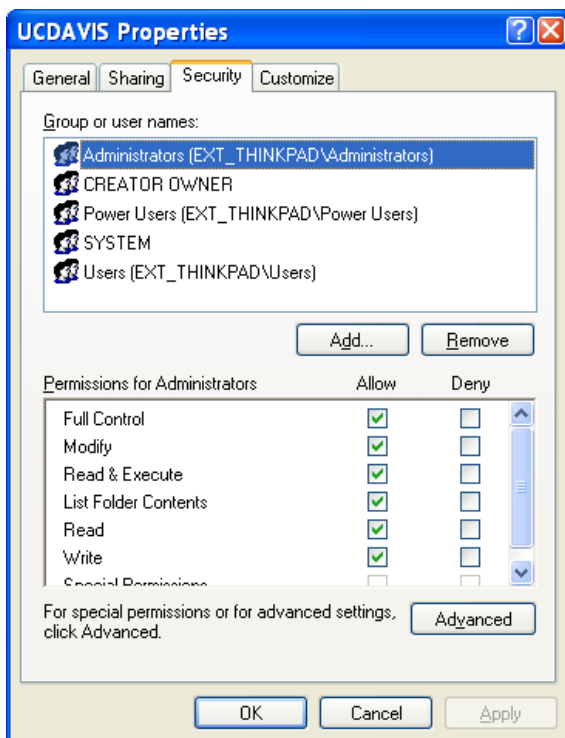 UCDAVIS Properties
General Sharing Security Customize
Group or user names:
Administrators (EXT_THINKPAD\Administrators)
CREATOR OWNER
Power Users (EXT_THINKPAD\Power Users)
SYSTEM
Users (EXT_THINKPAD\Users)
Add... Remove
Permissions for Administrators Allow Deny
Full Control
Modify
Read & Execute
List Folder Contents
Read
Write
Special Permissions
For special permissions or for advanced settings, Advanced
click Advanced.
OK Cancel Apply